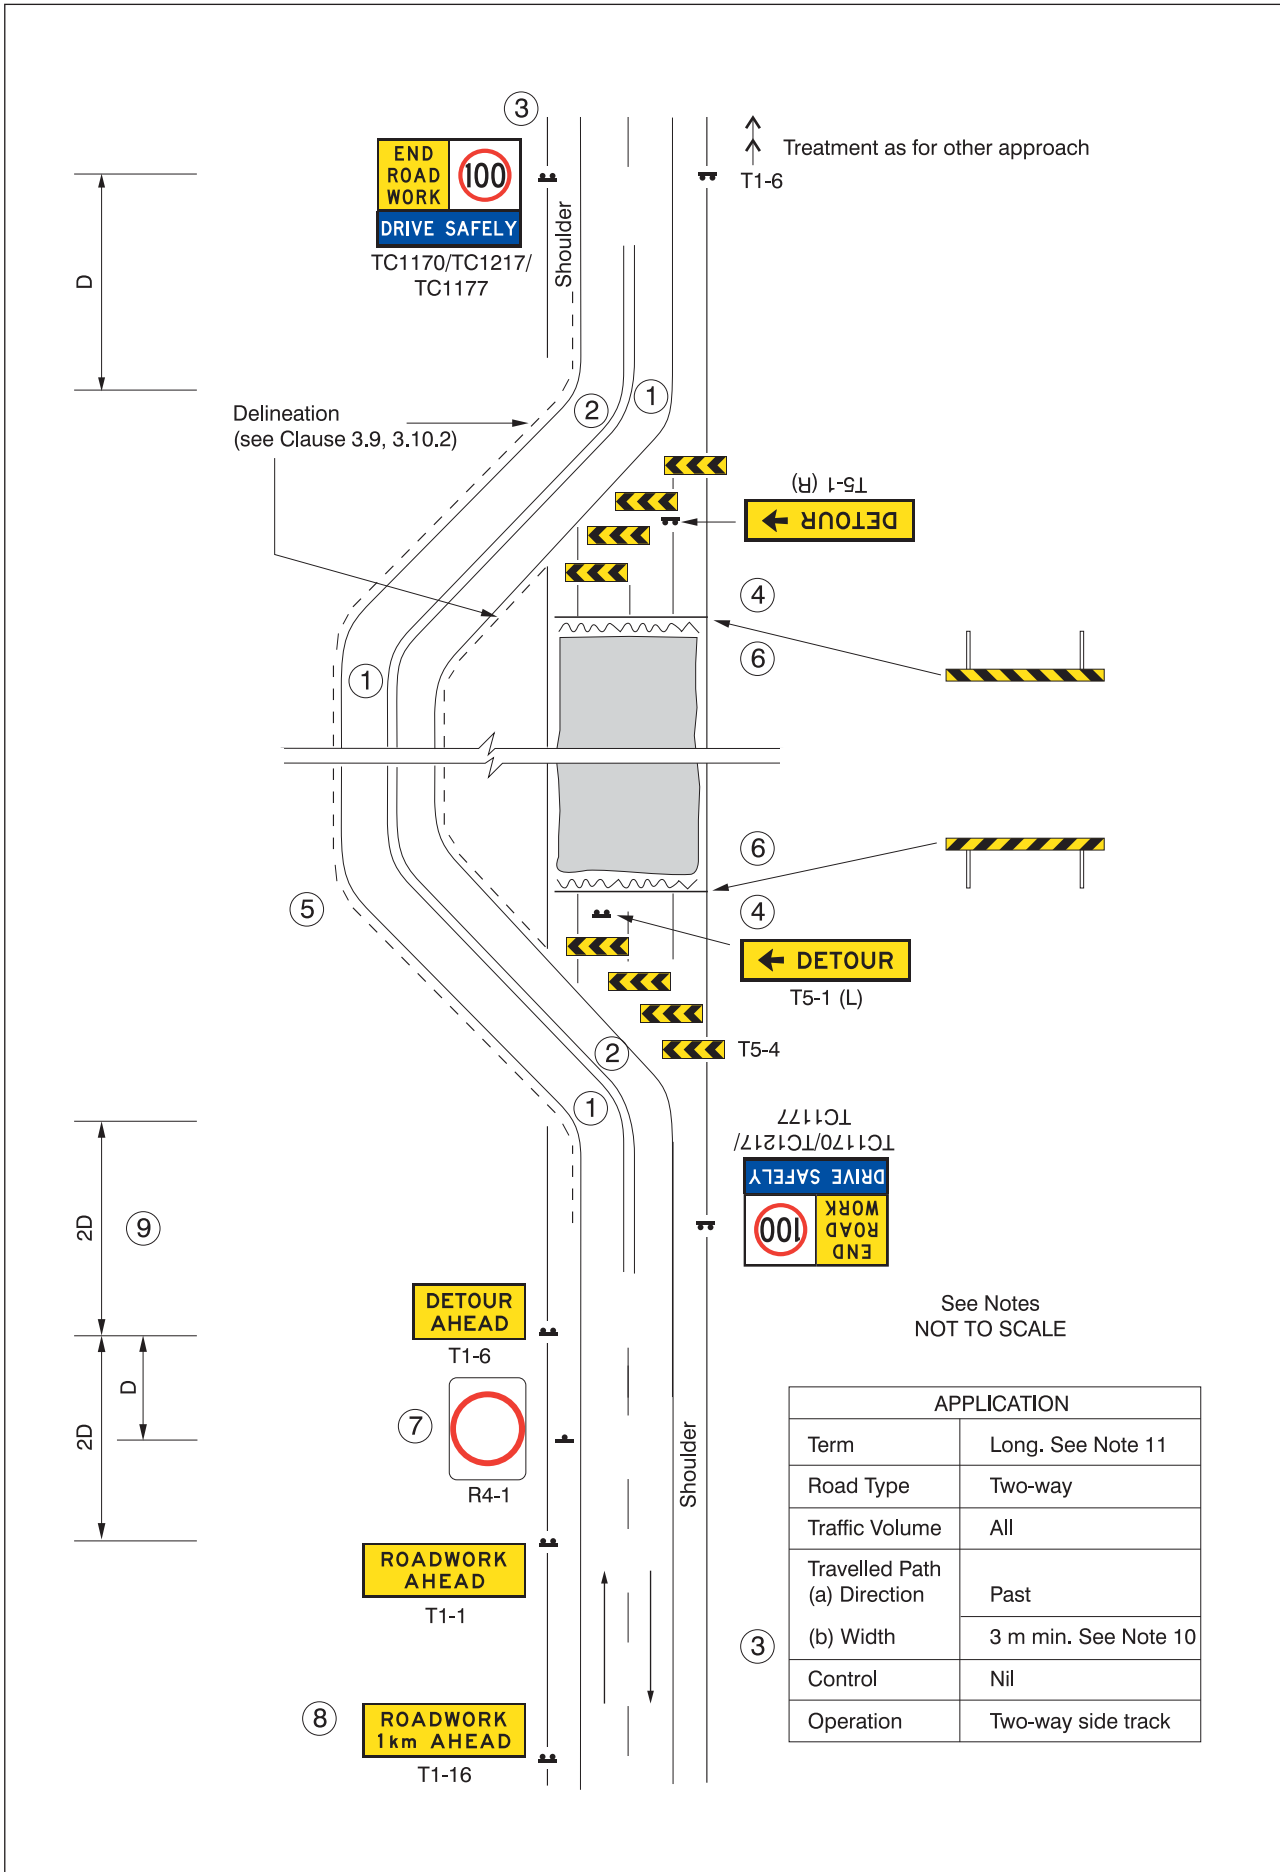 3
END
ROAD
WORK
100
DRIVE SAFELY
TC1170/TC1217/
TC1177
Shoulder
Treatment as for other approach
T1-6
D
Delineation
(see Clause 3.9, 3.10.2)
2
1
T5-1 (R)
DETOUR
4
6
1
6
4
5
DETOUR
T5-1 (L)
T5-4
2
1
TC1170/TC1217/
TC1177
DRIVE SAFELY
END
ROAD
WORK
100
2D
9
See Notes
NOT TO SCALE
DETOUR
AHEAD
T1-6
D
2D
7
R4-1
Shoulder
ROADWORK
AHEAD
T1-1
8
ROADWORK
1km AHEAD
T1-16
APPLICATION
Term Long. See Note 11
Road Type Two-way
Traffic Volume All
Travelled Path
(a) Direction Past
3
(b) Width 3 m min. See Note 10
Control Nil
Operation Two-way side track